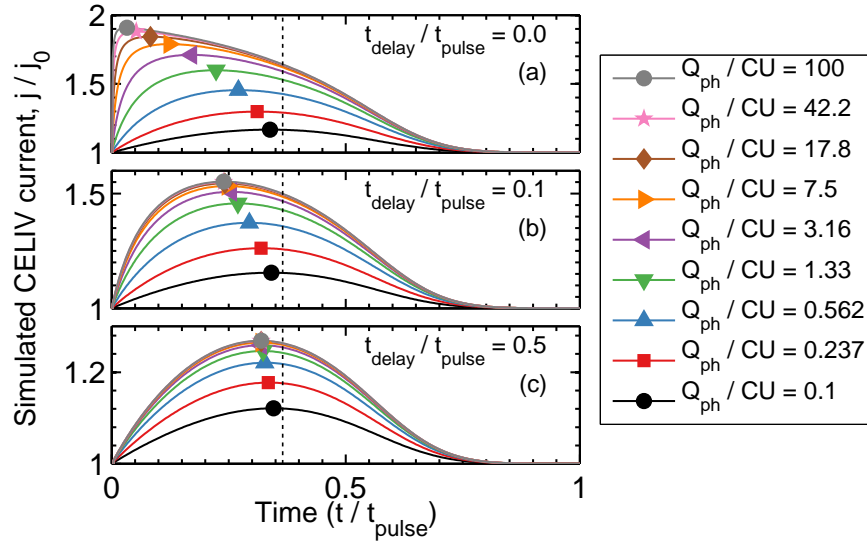 Simulated CELIV current, j / j_0
2
1.5
1
t_delay / t_pulse = 0.0
(a)
1.5
1
t_delay / t_pulse = 0.1
(b)
1.2
1
t_delay / t_pulse = 0.5
(c)
0
0.5
1
Time (t / t_pulse)
Q_ph / CU = 100
Q_ph / CU = 42.2
Q_ph / CU = 17.8
Q_ph / CU = 7.5
Q_ph / CU = 3.16
Q_ph / CU = 1.33
Q_ph / CU = 0.562
Q_ph / CU = 0.237
Q_ph / CU = 0.1